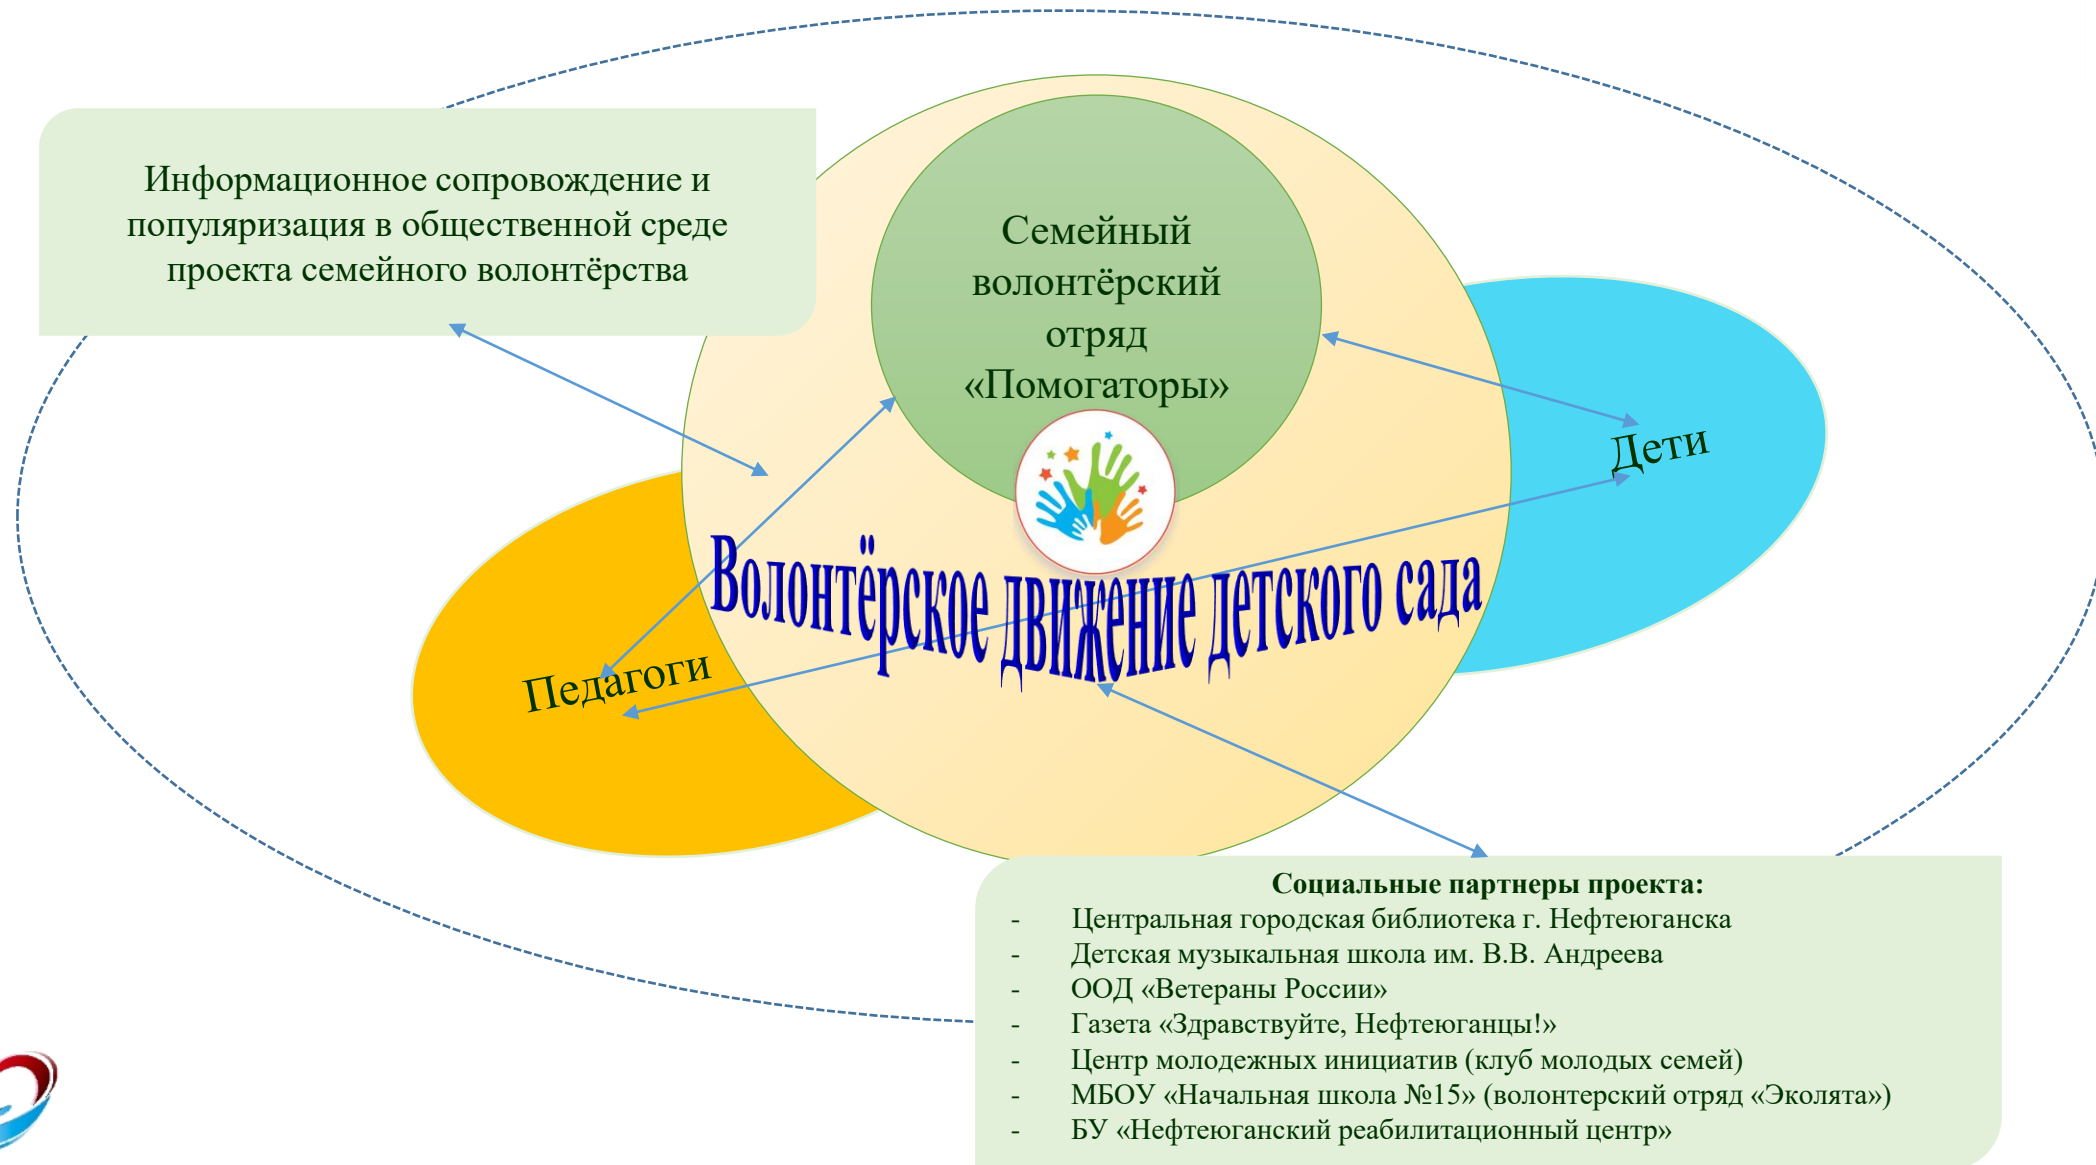 Информационное сопровождение и
популяризация в общественной среде
проекта семейного волонтёрства
Семейный
волонтёрский
отряд
«Помогаторы»
Дети
Волонтёрское движение детского сада
Педагоги
Социальные партнеры проекта:
- Центральная городская библиотека г. Нефтеюганска
- Детская музыкальная школа им. В.В. Андреева
- ООД «Ветераны России»
- Газета «Здравствуйте, Нефтеюганцы!»
- Центр молодежных инициатив (клуб молодых семей)
- МБОУ «Начальная школа №15» (волонтерский отряд «Эколята»)
- БУ «Нефтеюганский реабилитационный центр»